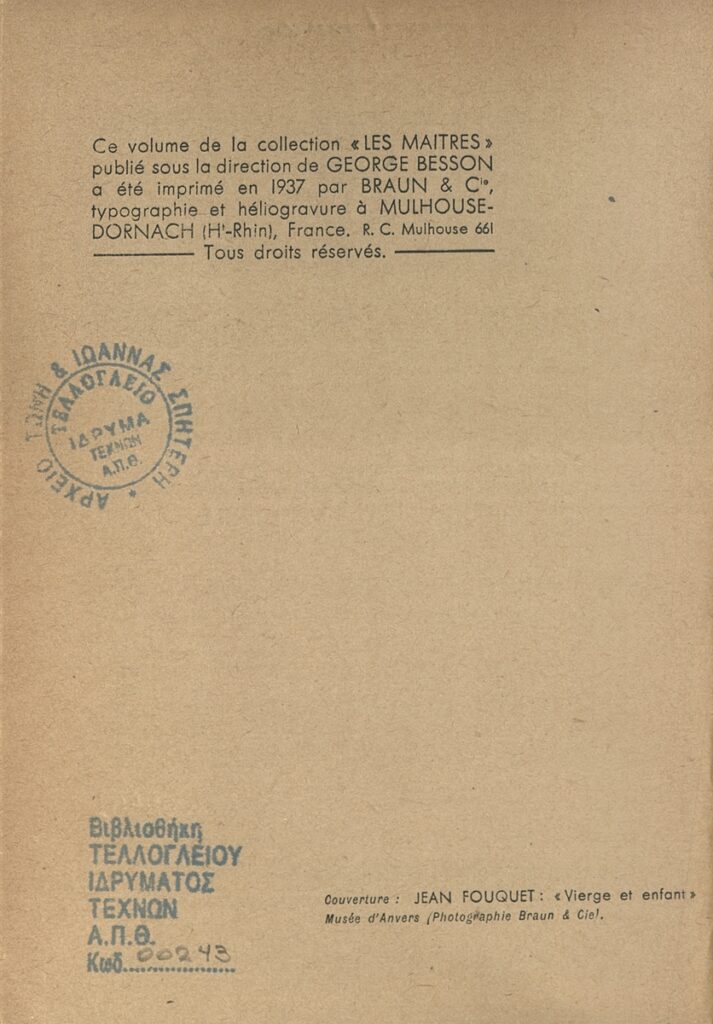 Ce volume de la collection «LES MAITRES»
publié sous la direction de GEORGE BESSON
a été imprimé en 1937 par BRAUN & Cie,
typographie et héliogravure à MULHOUSE-
DORNACH (Ht-Rhin), France. R. C. Mulhouse 661
Tous droits réservés.
ΑΡΧΕΙΟ ΤΩΝΗ & ΙΩΑΝΝΑΣ ΣΠΗΤΕΡΗ
ΤΕΛΛΟΓΛΕΙΟ
ΙΔΡΥΜΑ
ΤΕΧΝΩΝ
Α.Π.Θ.
Βιβλιοθήκη
ΤΕΛΛΟΓΛΕΙΟΥ
ΙΔΡΥΜΑΤΟΣ
ΤΕΧΝΩΝ
Α.Π.Θ.
Κωδ. 00243
Couverture : JEAN FOUQUET : «Vierge et enfant»
Musée d'Anvers (Photographie Braun & Cie).